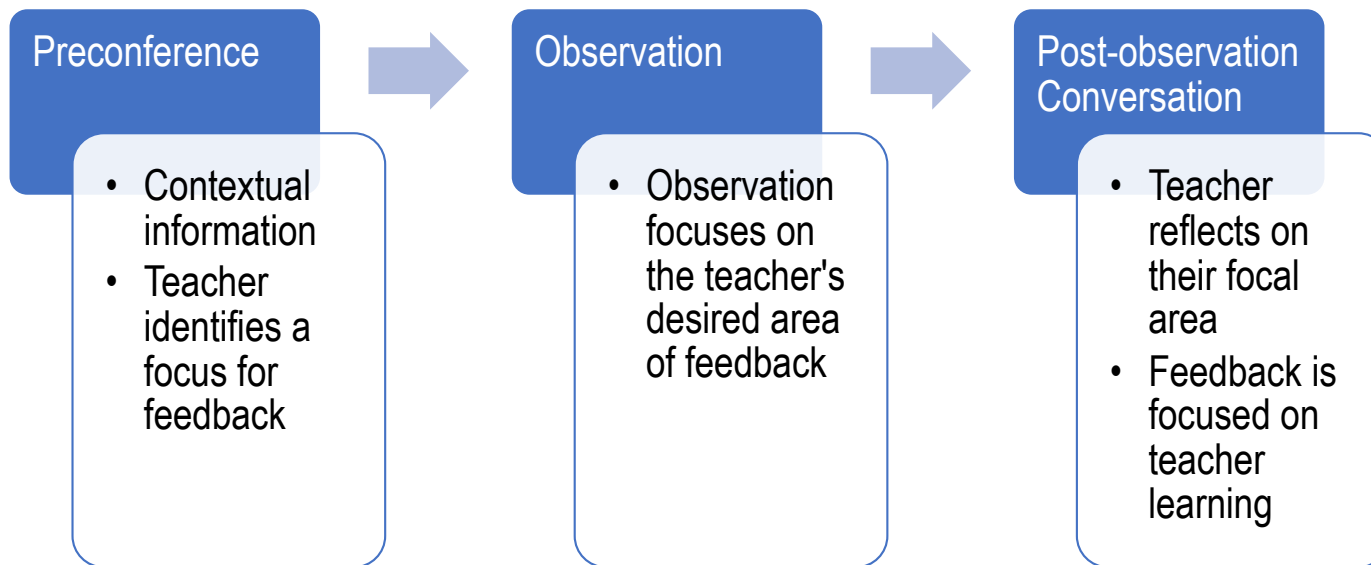 Preconference
• Contextual
information
• Teacher
identifies a
focus for
feedback
Observation
• Observation
focuses on
the teacher's
desired area
of feedback
Post-observation
Conversation
• Teacher
reflects on
their focal
area
• Feedback is
focused on
teacher
learning